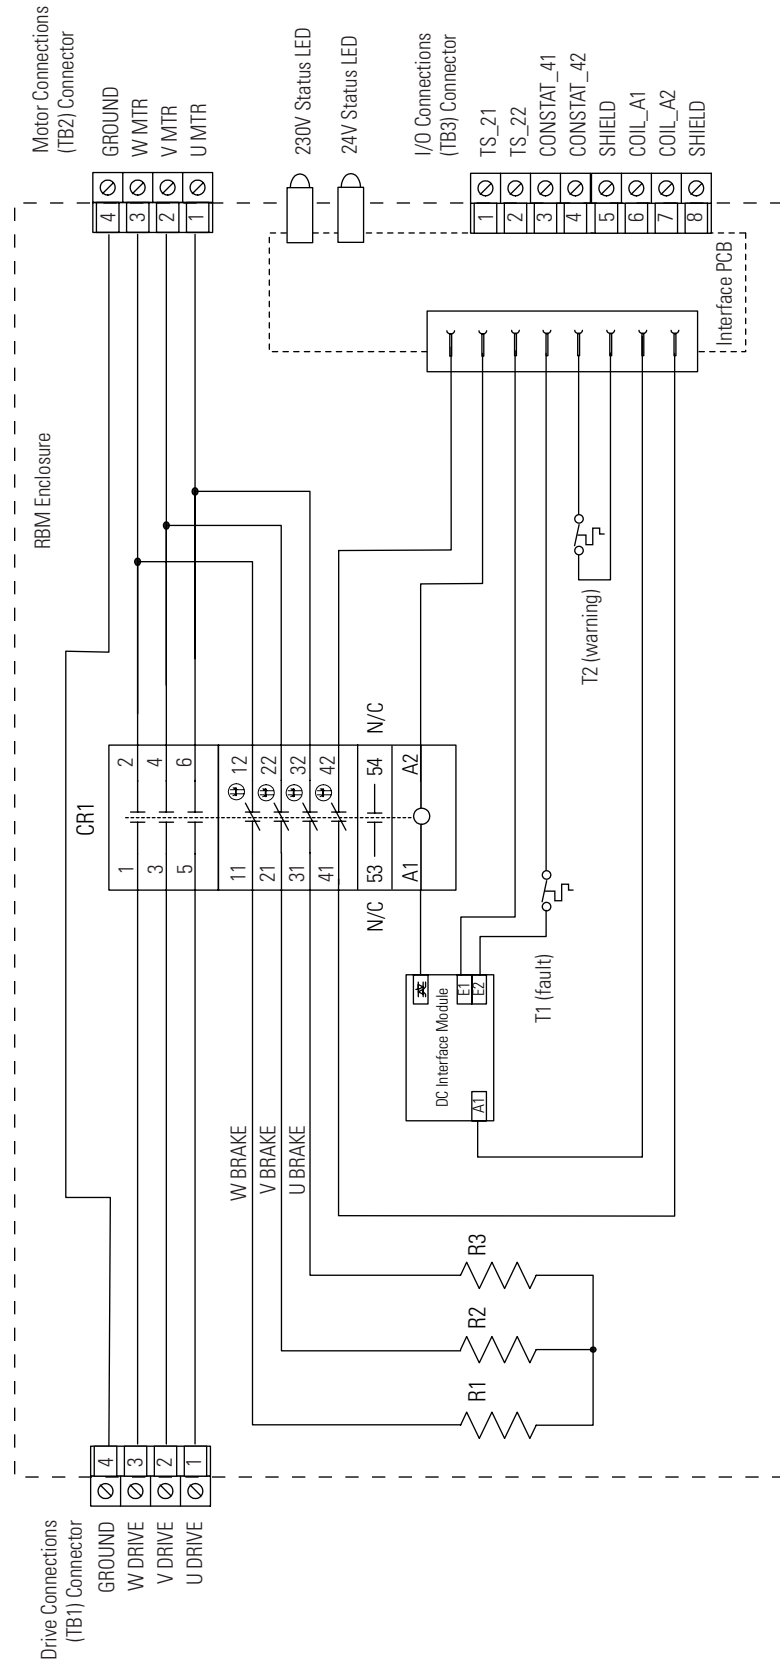 Drive Connections
(TB1) Connector
GROUND
W DRIVE
V DRIVE
U DRIVE
4
3
2
1
RBM Enclosure
CR1
1
2
3
4
5
6
11
12
21
22
31
32
41
42
N/C
53
54
N/C
A1
A2
W BRAKE
V BRAKE
U BRAKE
R1
R2
R3
DC Interface Module
A1
E1
E2
T1 (fault)
T2 (warning)
Motor Connections
(TB2) Connector
4
3
2
1
GROUND
W MTR
V MTR
U MTR
230V Status LED
24V Status LED
I/O Connections
(TB3) Connector
1
TS_21
2
TS_22
3
CONSTAT_41
4
CONSTAT_42
5
SHIELD
6
COIL_A1
7
COIL_A2
8
SHIELD
Interface PCB